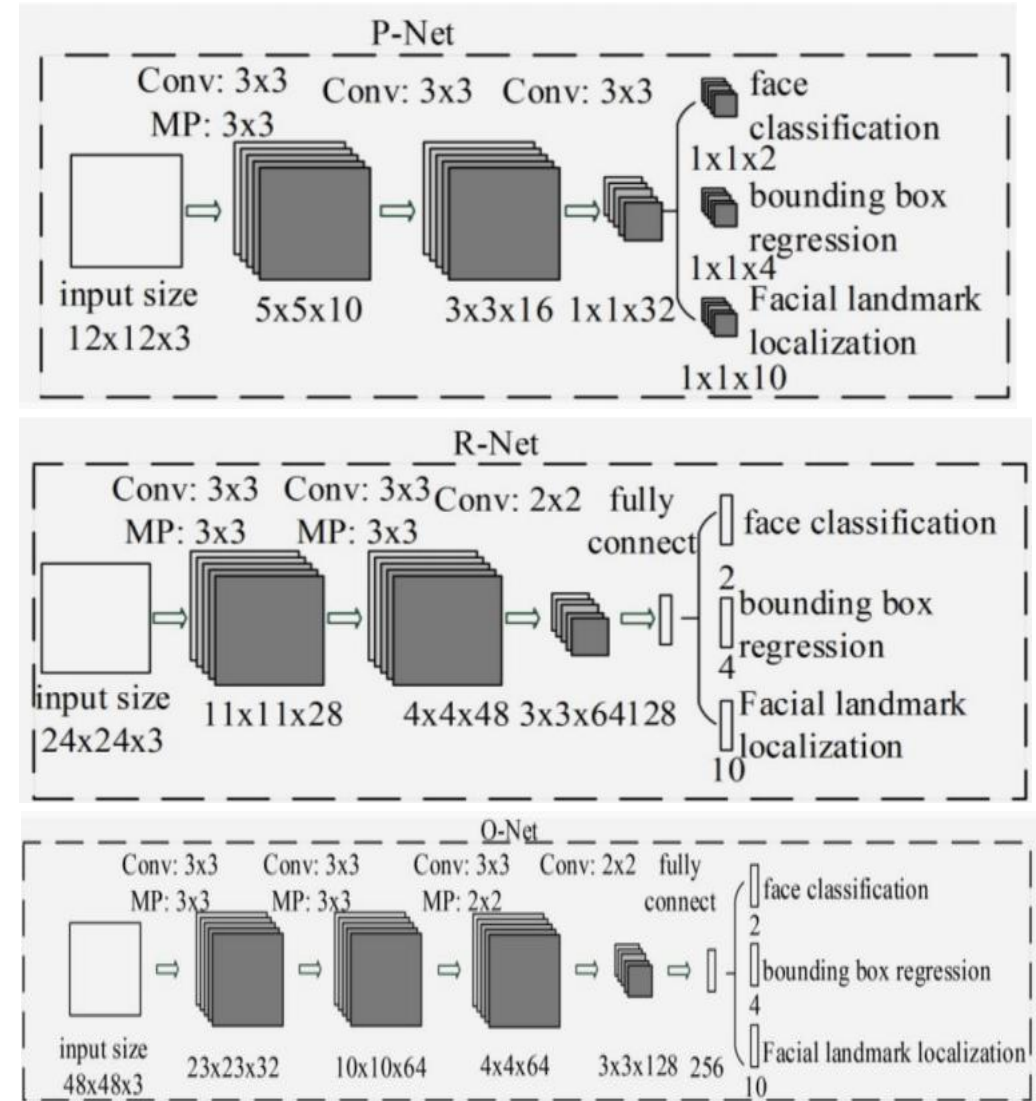 P-Net
Conv: 3x3
MP: 3x3
Conv: 3x3
Conv: 3x3
input size
12x12x3
5x5x10
3x3x16
1x1x32
face
classification
1x1x2
bounding box
regression
1x1x4
Facial landmark
localization
1x1x10
R-Net
Conv: 3x3
MP: 3x3
Conv: 3x3
MP: 3x3
Conv: 2x2
fully
connect
input size
24x24x3
11x11x28
4x4x48
3x3x64
128
face classification
2
bounding box
regression
4
Facial landmark
localization
10
O-Net
Conv: 3x3
MP: 3x3
Conv: 3x3
MP: 3x3
Conv: 3x3
MP: 2x2
Conv: 2x2
fully
connect
input size
48x48x3
23x23x32
10x10x64
4x4x64
3x3x128
256
face classification
2
bounding box regression
4
Facial landmark localization
10